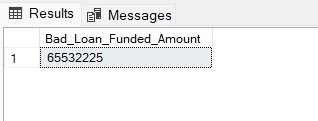 Results Messages
Bad_Loan_Funded_Amount
1 65532225